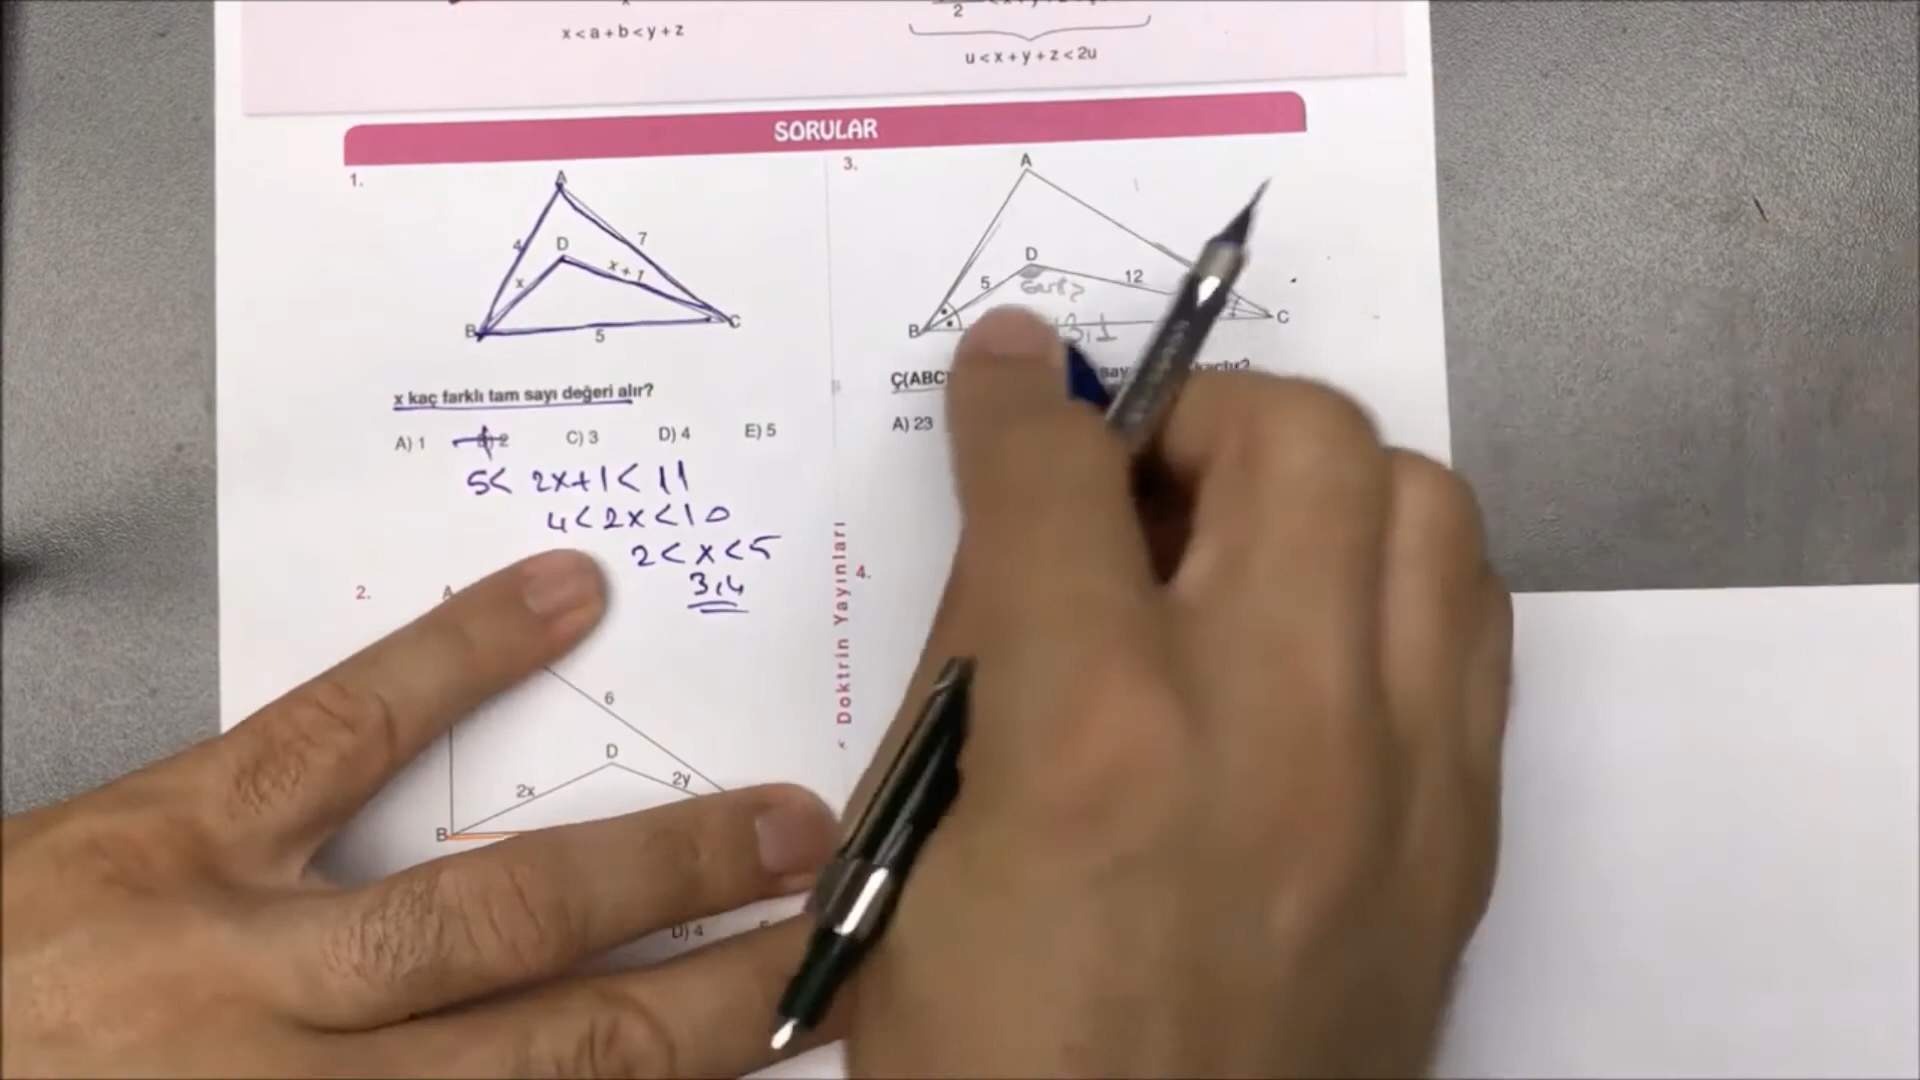 x < a + b < y + z
2
u < x + y + z < 2u
SORULAR
1.
A
4
7
D
x
x + 1
B
C
5
x kaç farklı tam sayı değeri alır?
A) 1
2
C) 3
D) 4
E) 5
5 < 2x+1 < 11
4 < 2x < 10
2 < x < 5
3,4
2.
A
6
D
2x
2y
B
D) 4
Doktrin Yayınları
3.
A
D
5
12
B
C
Ç(ABC)
A) 23
4.